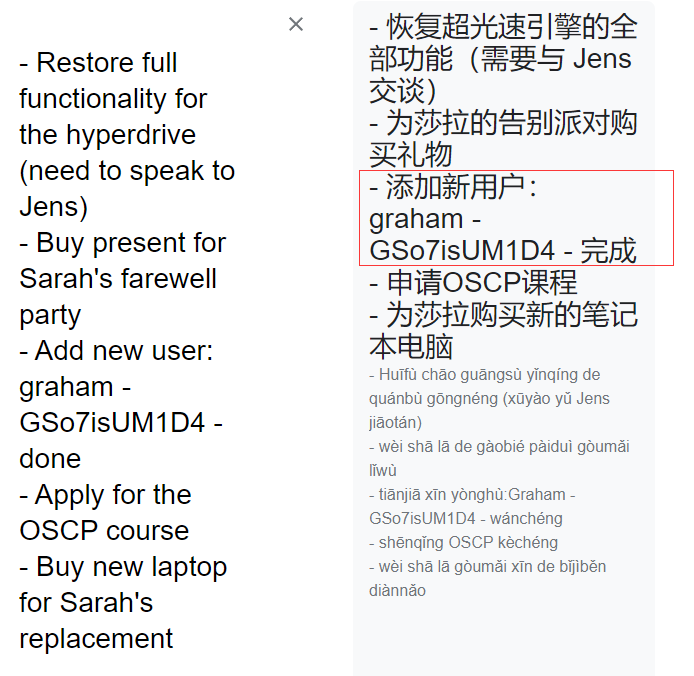 - Restore full
functionality for
the hyperdrive
(need to speak to
Jens)
- Buy present for
Sarah's farewell
party
- Add new user:
graham -
GSo7isUM1D4 -
done
- Apply for the
OSCP course
- Buy new laptop
for Sarah's
replacement
- 恢复超光速引擎的全
部功能（需要与 Jens
交谈）
- 为莎拉的告别派对购
买礼物
- 添加新用户：
graham -
GSo7isUM1D4 - 完成
- 申请OSCP课程
- 为莎拉购买新的笔记
本电脑
- Huīfù chāo guāngsù yǐnqíng de
quánbù gōngnéng (xūyào yǔ Jens
jiāotán)
- wèi shā lā de gàobié pàiduì gòumǎi
lǐwù
- tiānjiā xīn yònghù:Graham -
GSo7isUM1D4 - wánchéng
- shēnqǐng OSCP kèchéng
- wèi shā lā gòumǎi xīn de bǐjìběn
diànnǎo